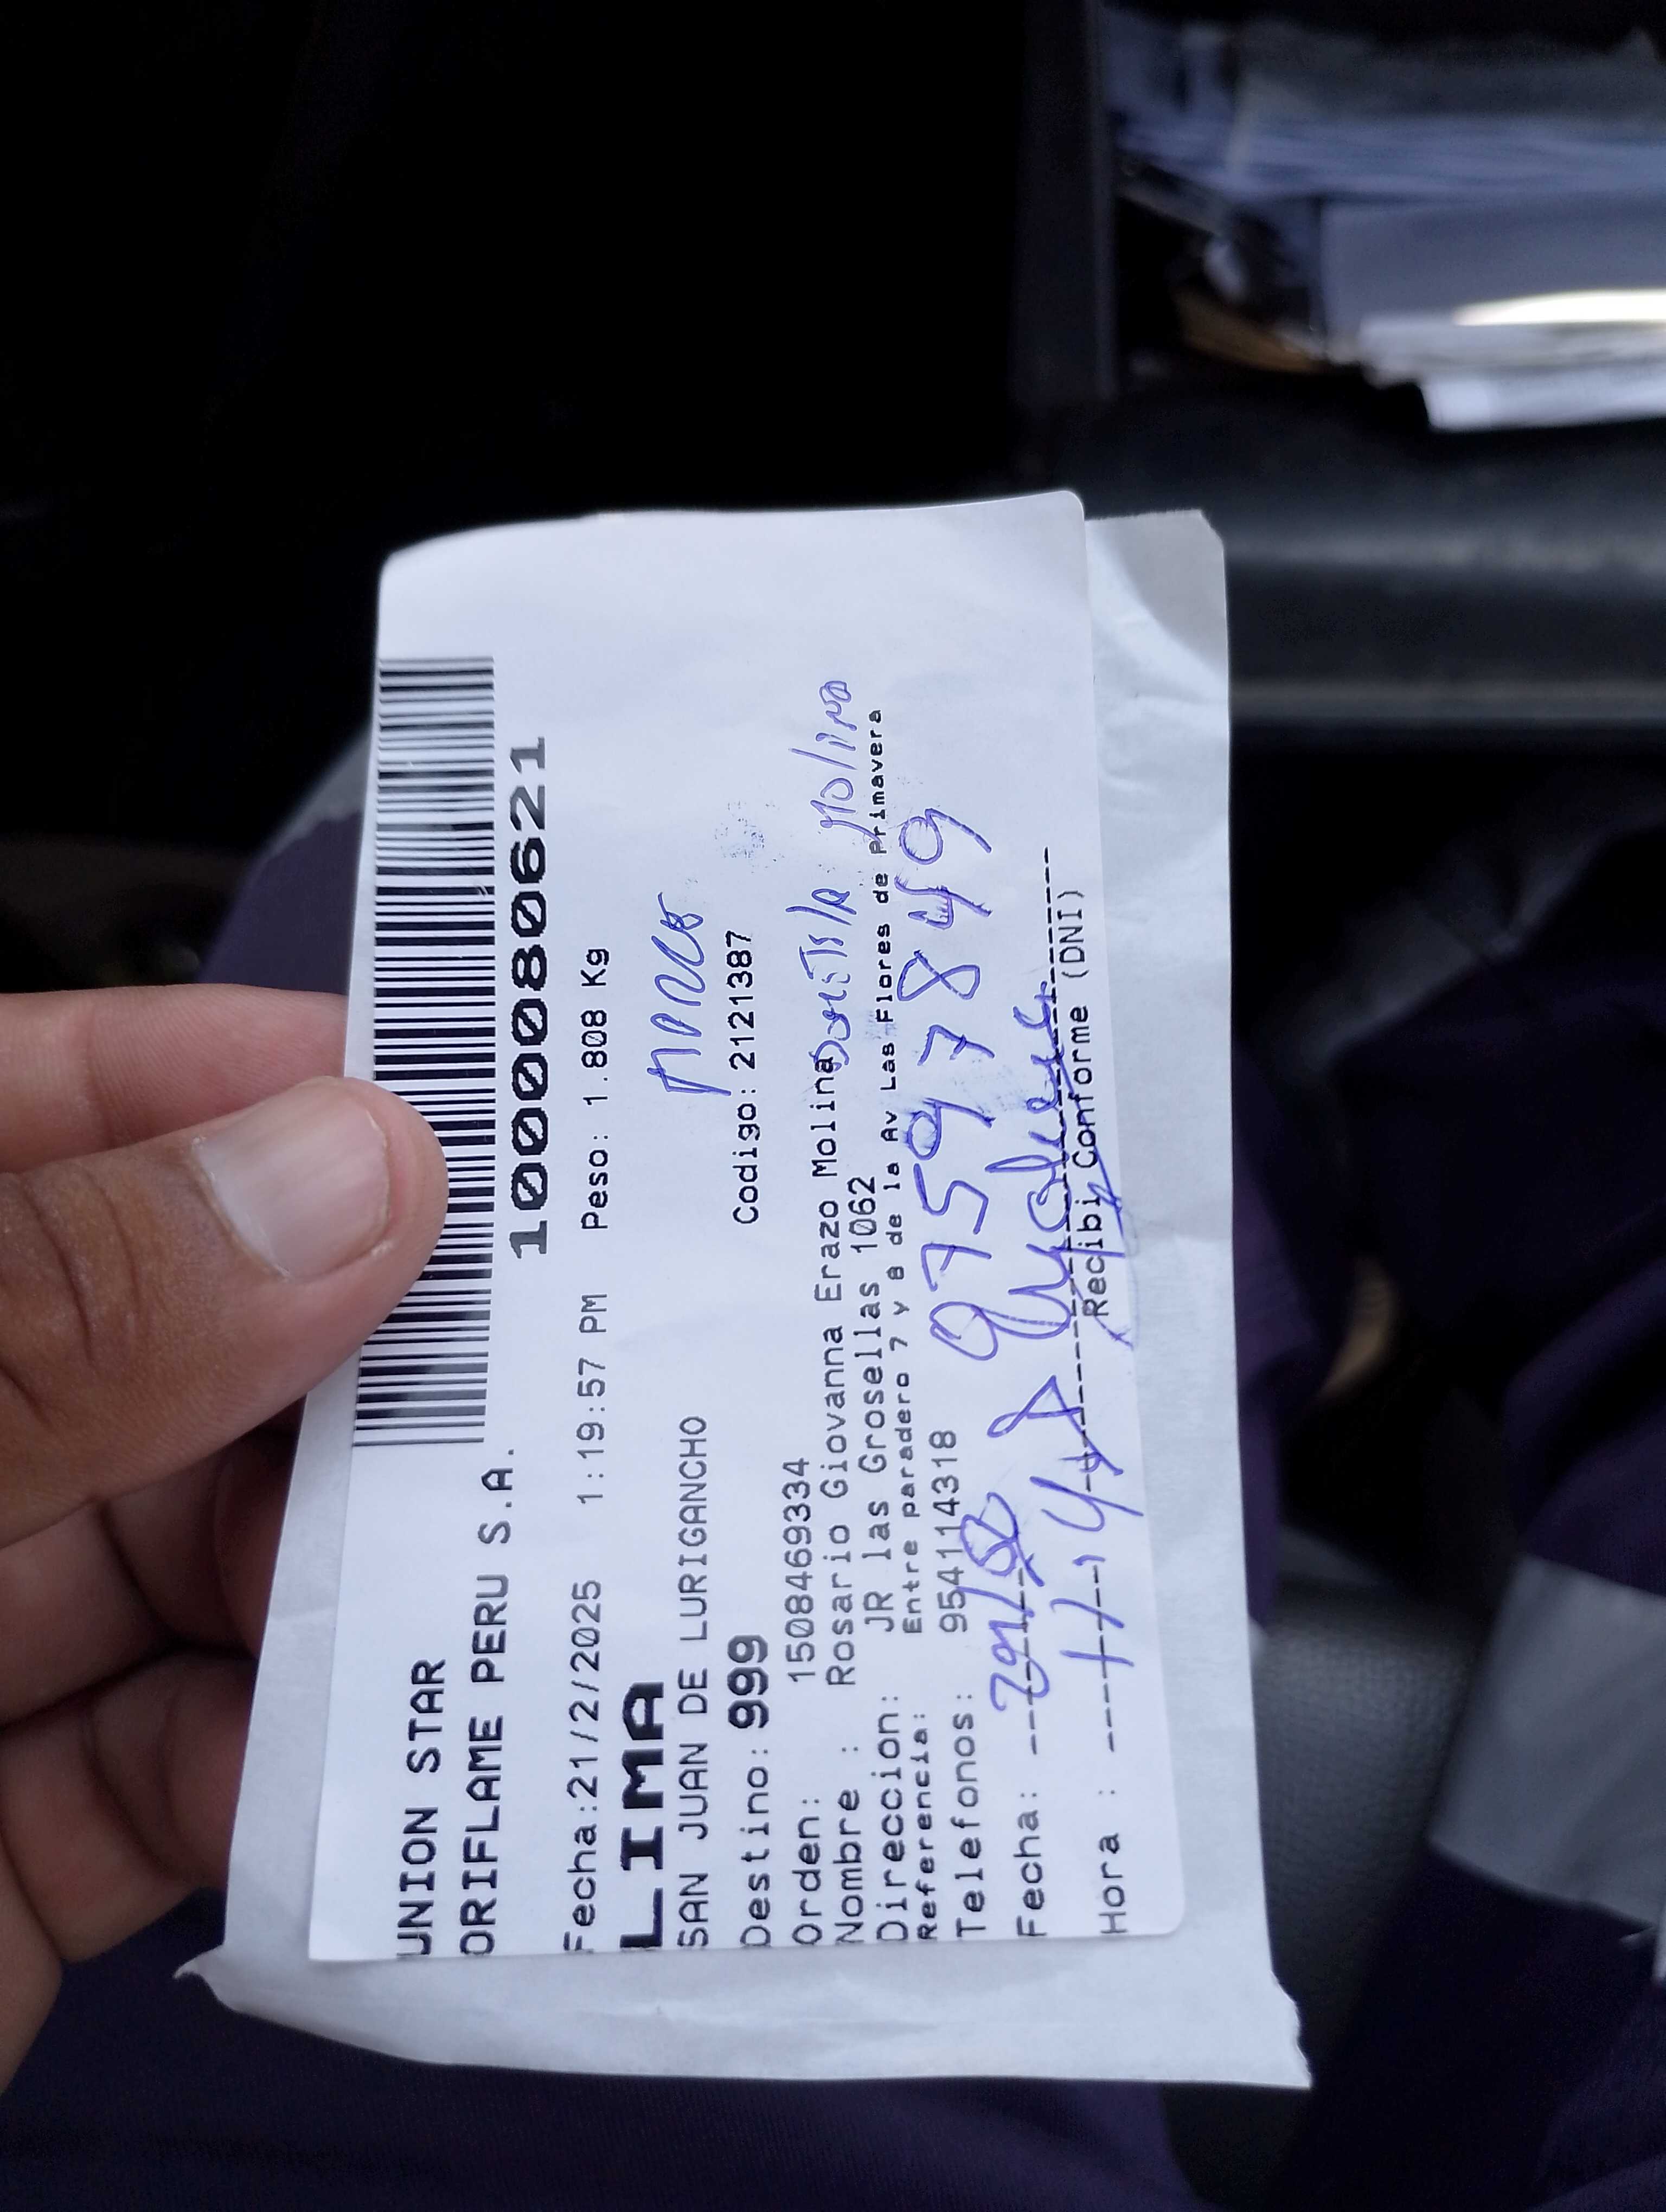 UNION STAR
ORIFLAME PERU S.A.
1000080621
Fecha:21/2/2025 1:19:57 PM Peso: 1.808 Kg
LIMA
SAN JUAN DE LURIGANCHO
Destino: 999 Codigo: 2121387
Orden: 1508469334
Nombre : Rosario Giovanna Erazo Molina Molina
Direccion: JR las Grosellas 1062
Referencia: Entre paradero 7 y 8 de la Av Las Flores de Primavera
Telefonos: 954114318
Fecha:
Hora :
Recibi Conforme (DNI)